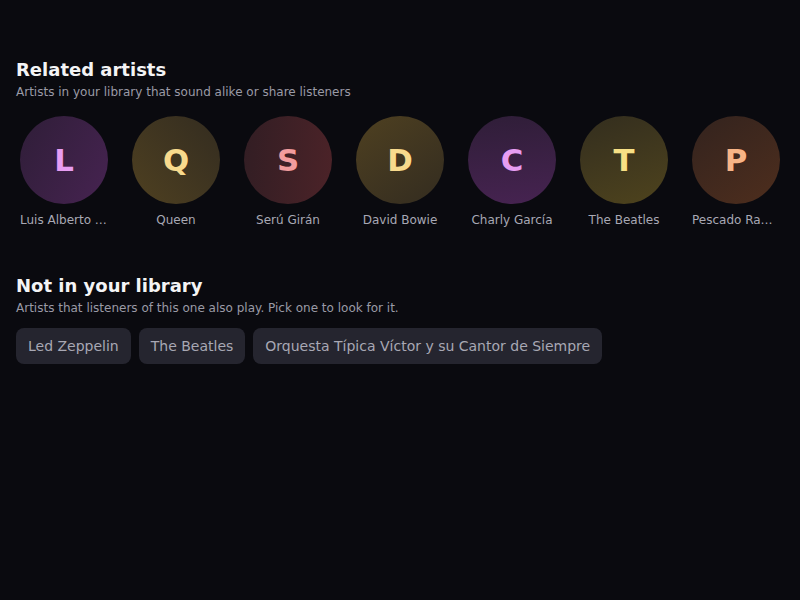 Related artists
Artists in your library that sound alike or share listeners
L Q S D C T P
Luis Alberto ... Queen Serú Girán David Bowie Charly García The Beatles Pescado Ra...
Not in your library
Artists that listeners of this one also play. Pick one to look for it.
Led Zeppelin The Beatles Orquesta Típica Víctor y su Cantor de Siempre